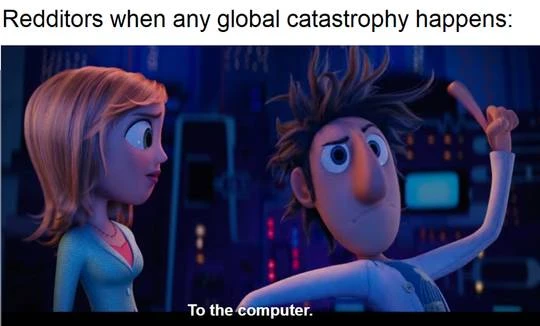 Redditors when any global catastrophy happens:
To the computer.